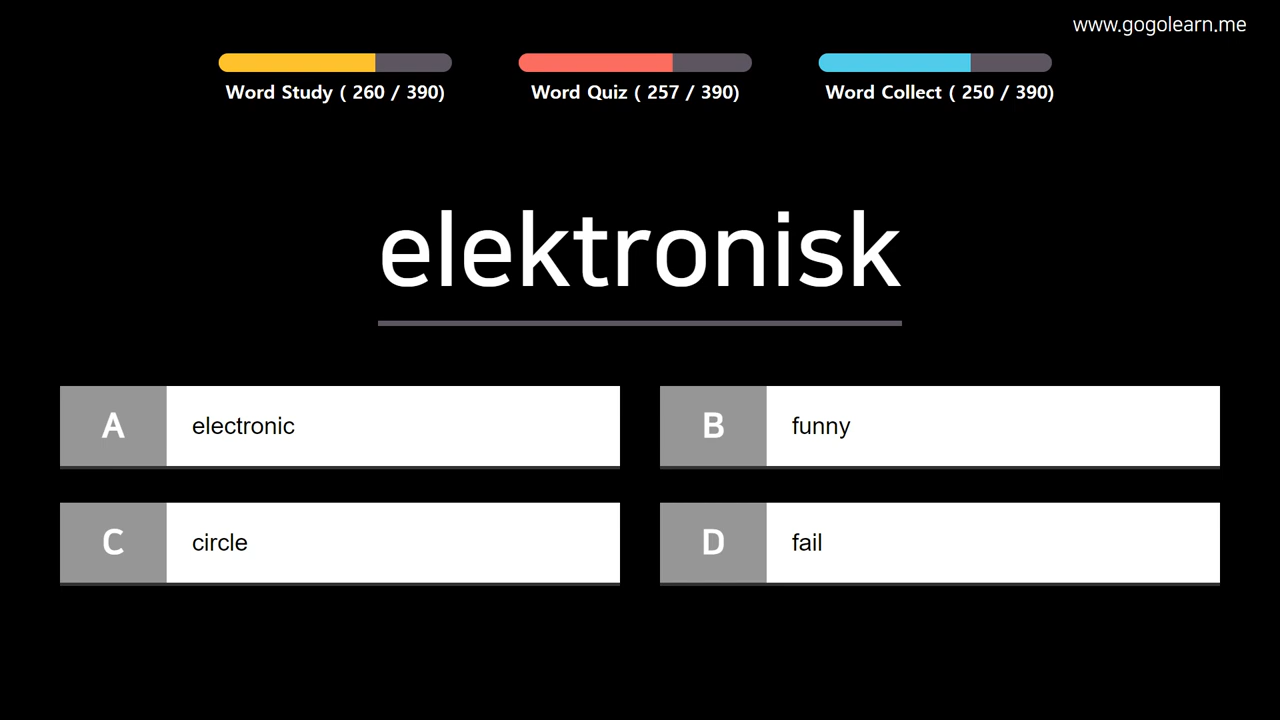 www.gogolearn.me
Word Study ( 260 / 390)
Word Quiz ( 257 / 390)
Word Collect ( 250 / 390)
elektronisk
A electronic
B funny
C circle
D fail